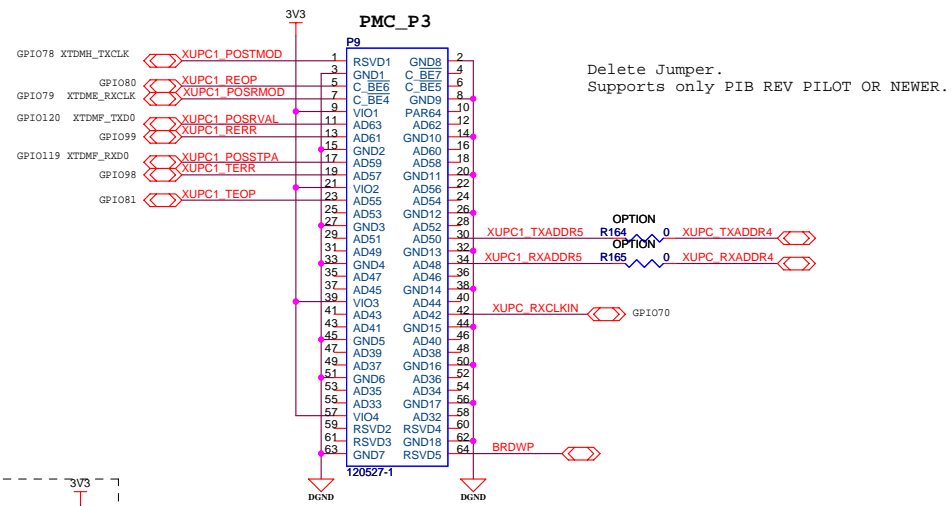 3V3
PMC_P3
P9
GPIO78 XTDMH_TXCLK XUPC1_POSTMOD 1 RSVD1 GND8 2
3 GND1 C_BE7 4
GPIO80 XUPC1_REOP 5 C_BE6 C_BE5 6
GPIO79 XTDME_RXCLK XUPC1_POSRMOD 7 C_BE4 GND9 8
9 VIO1 PAR64 10
GPIO120 XTDMF_TXD0 XUPC1_POSRVAL 11 AD63 AD62 12
GPIO99 XUPC1_RERR 13 AD61 GND10 14
15 GND2 AD60 16
GPIO119 XTDMF_RXD0 XUPC1_POSSTPA 17 AD59 AD58 18
GPIO98 XUPC1_TERR 19 AD57 GND11 20
21 VIO2 AD56 22
GPIO81 XUPC1_TEOP 23 AD55 AD54 24
25 AD53 GND12 26
27 GND3 AD52 28
29 AD51 AD50 30 XUPC1_TXADDR5 R164 OPTION 0 XUPC_TXADDR4
31 AD49 GND13 32
33 GND4 AD48 34 XUPC1_RXADDR5 R165 OPTION 0 XUPC_RXADDR4
35 AD47 AD46 36
37 AD45 GND14 38
39 VIO3 AD44 40
41 AD43 AD42 42 XUPC_RXCLKIN GPIO70
43 AD41 GND15 44
45 GND5 AD40 46
47 AD39 AD38 48
49 AD37 GND16 50
51 GND6 AD36 52
53 AD35 AD34 54
55 AD33 GND17 56
57 VIO4 AD32 58
59 RSVD2 RSVD4 60
61 RSVD3 GND18 62
63 GND7 RSVD5 64 BRDWP
120527-1
DGND
DGND
Delete Jumper.
Supports only PIB REV PILOT OR NEWER.
3V3